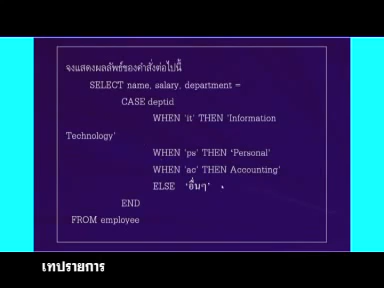 จงแสดงผลลัพธ์ของคำสั่งต่อไปนี้
SELECT name, salary, department =
CASE deptid
WHEN 'it' THEN 'Information
Technology'
WHEN 'ps' THEN 'Personal'
WHEN 'ac' THEN Accounting'
ELSE 'อื่นๆ'
END
FROM employee
เทปรายการ